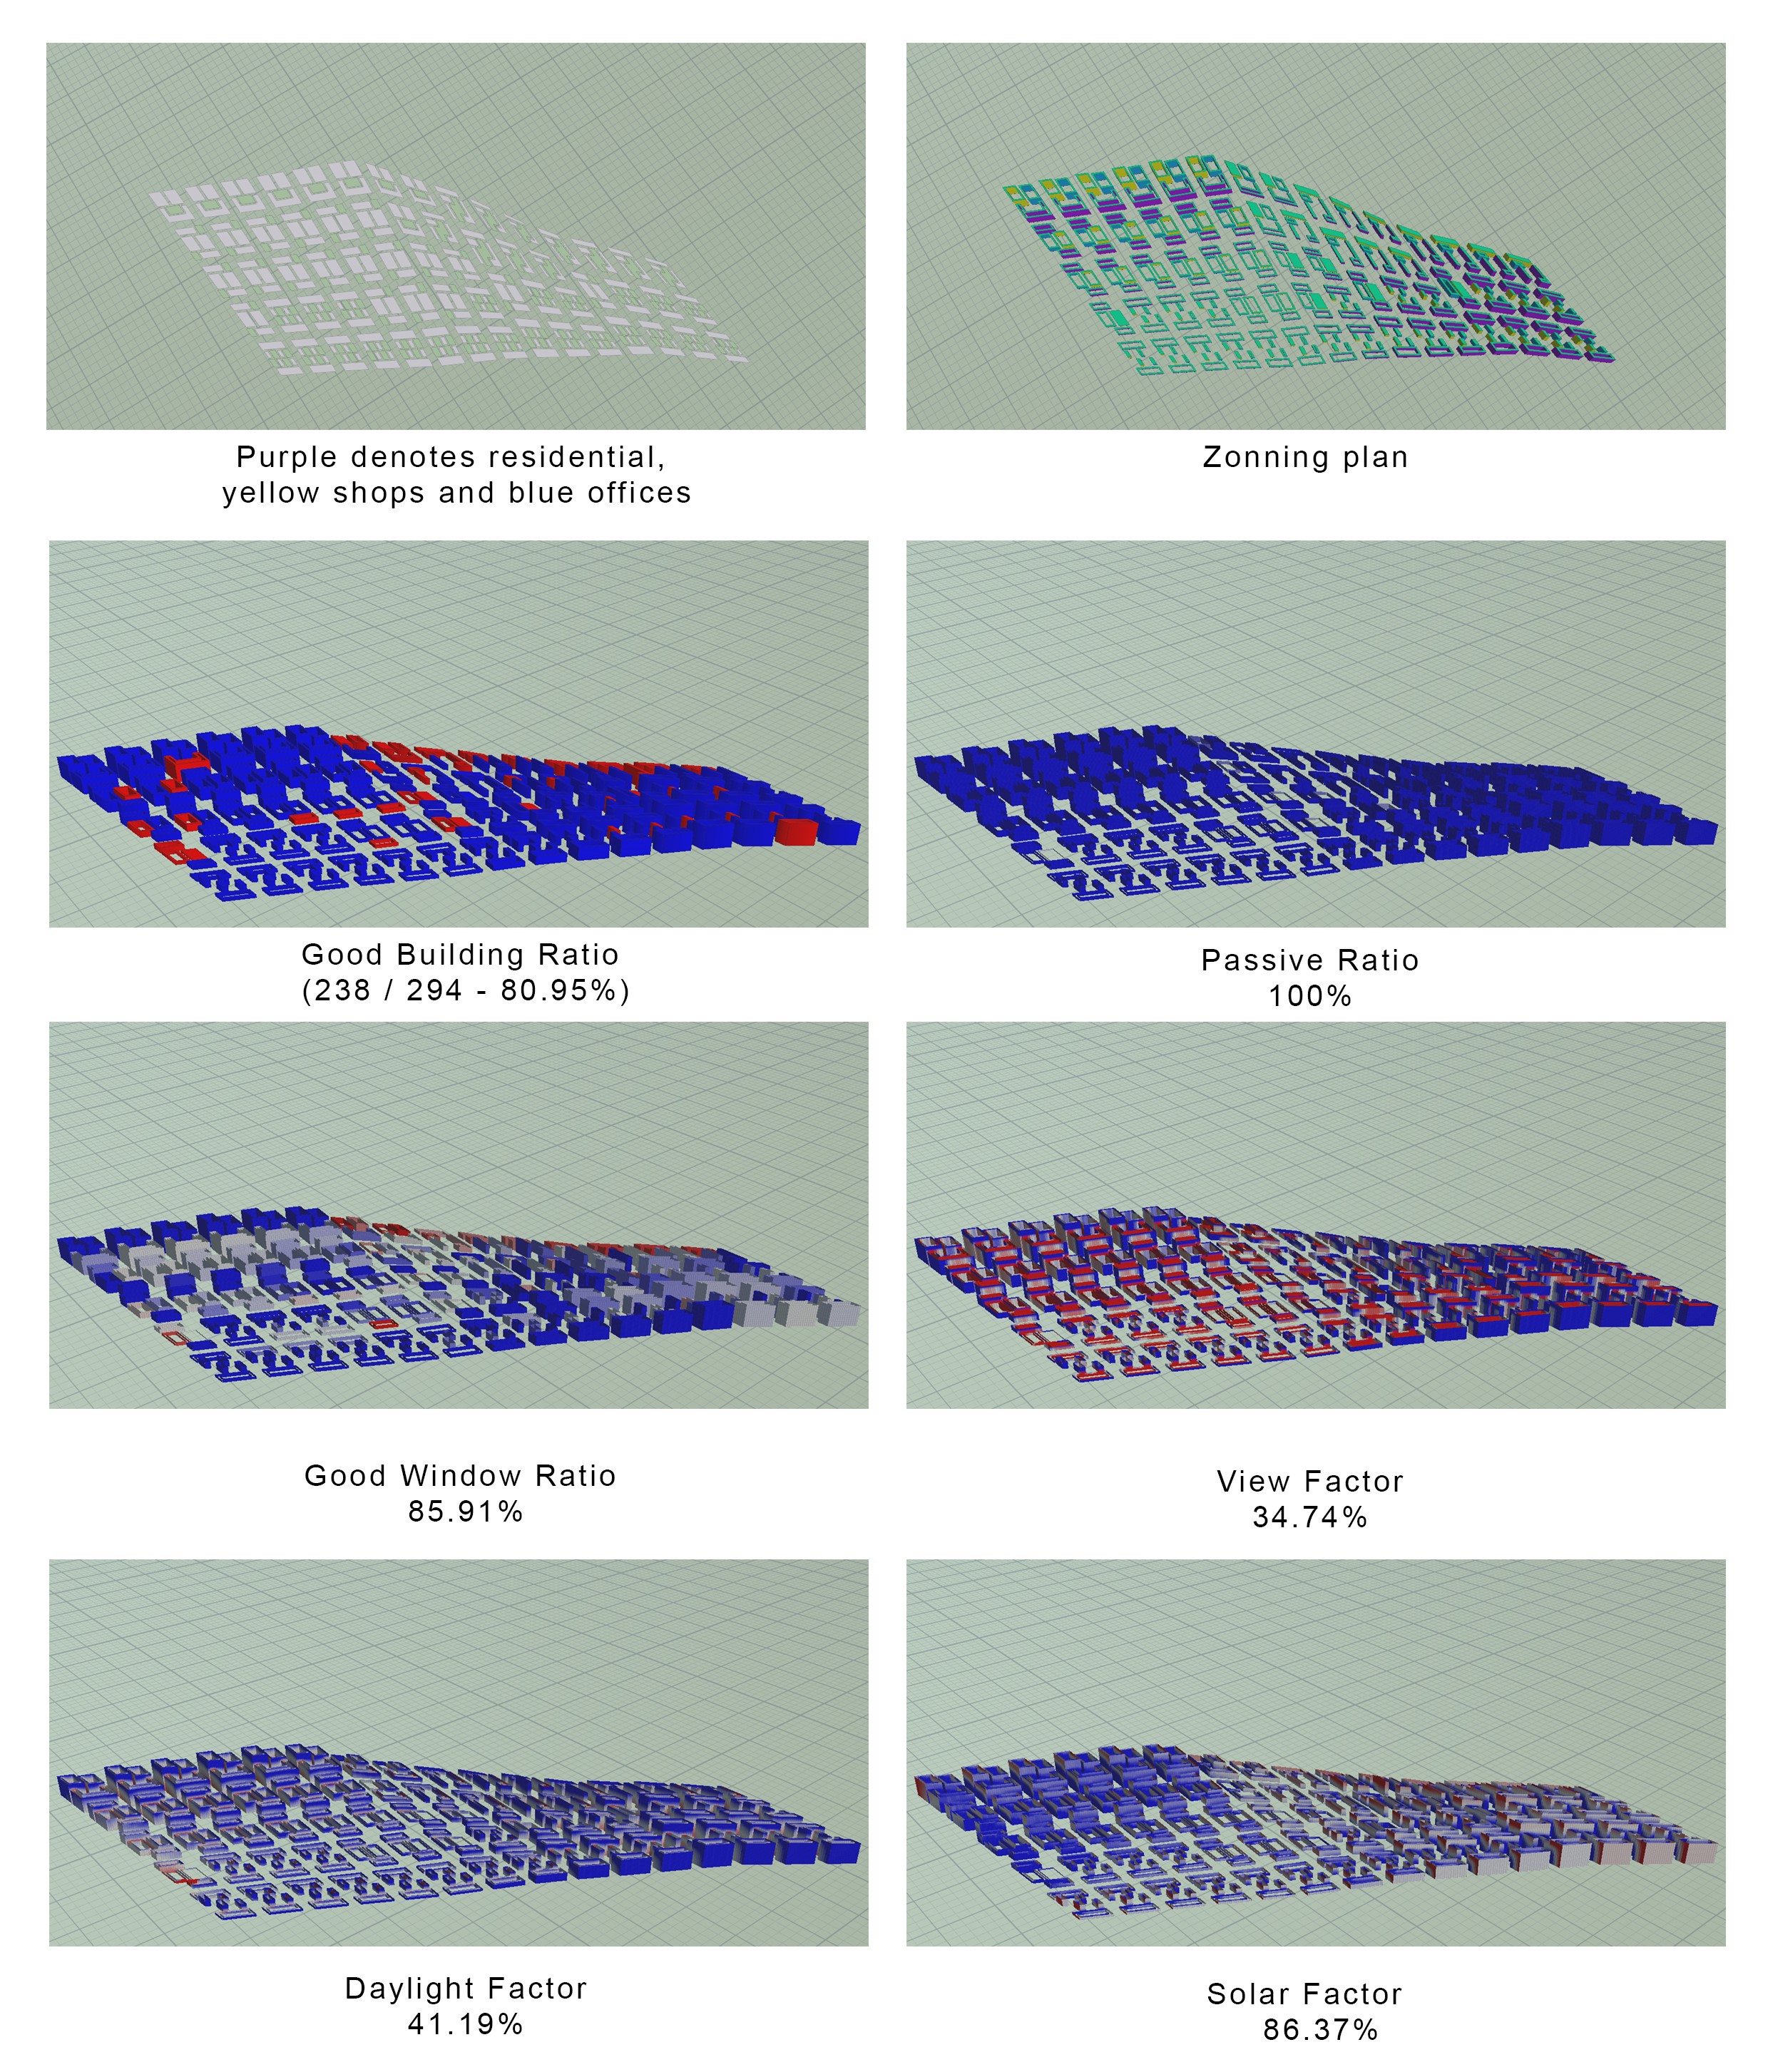 Purple denotes residential,
yellow shops and blue offices
Zonning plan
Good Building Ratio
(238 / 294 - 80.95%)
Passive Ratio
100%
Good Window Ratio
85.91%
View Factor
34.74%
Daylight Factor
41.19%
Solar Factor
86.37%